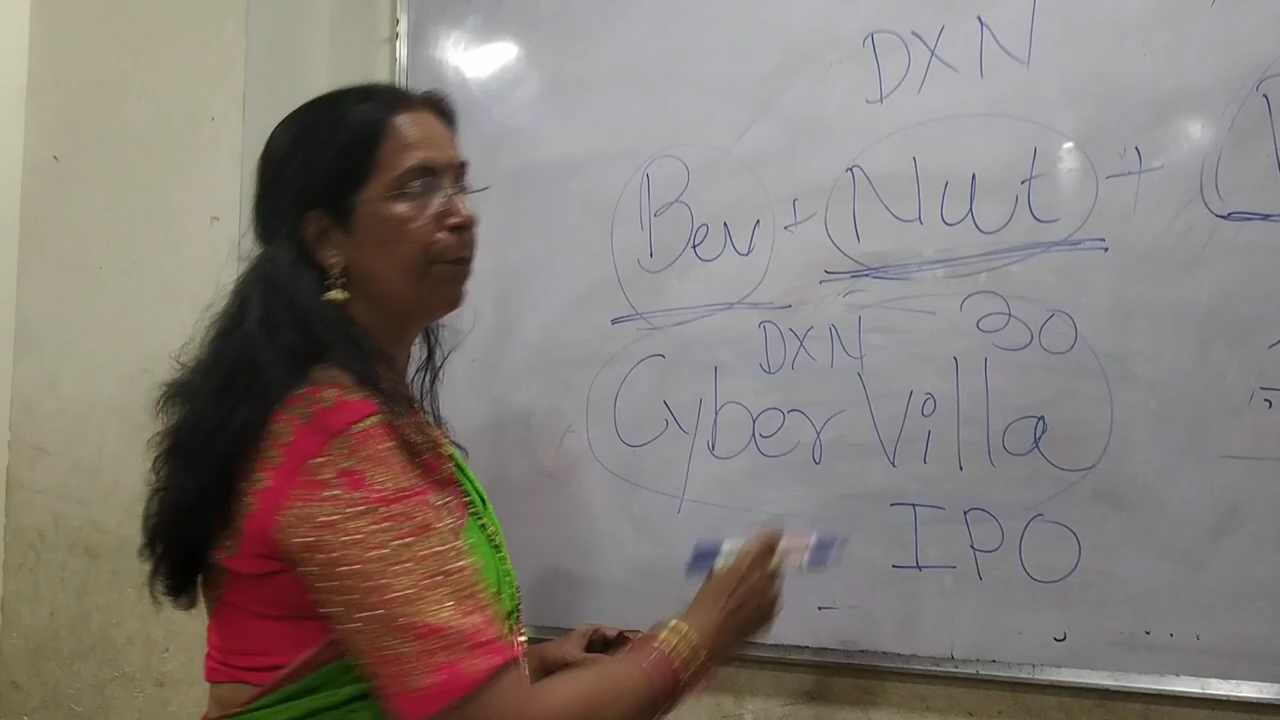 DXN
Bev + Nut +
DXN 30
Cyber Villa
IPO